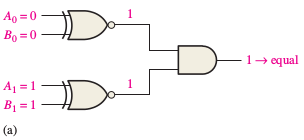 A₀ = 0
1
B₀ = 0
1 → equal
A₁ = 1
1
B₁ = 1
(a)